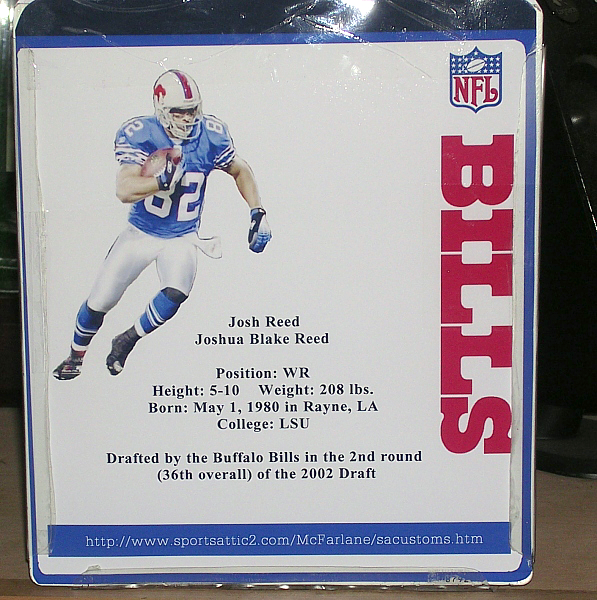 NFL
BILLS
82
82
Josh Reed
Joshua Blake Reed
Position: WR
Height: 5-10 Weight: 208 lbs.
Born: May 1, 1980 in Rayne, LA
College: LSU
Drafted by the Buffalo Bills in the 2nd round
(36th overall) of the 2002 Draft
http://www.sportsattic2.com/McFarlane/sacustoms.htm